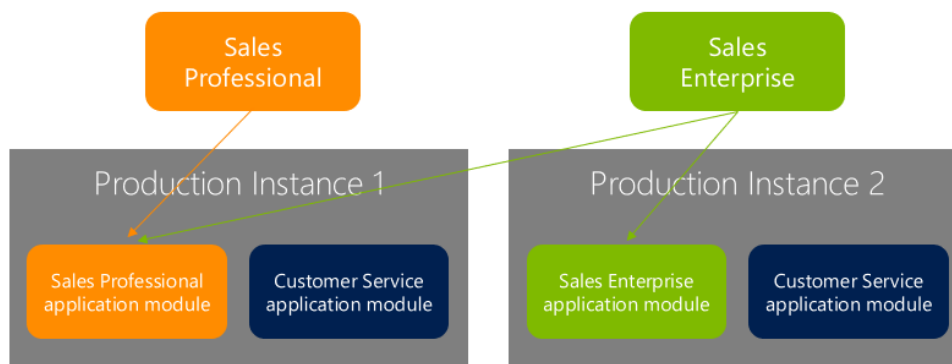 Sales
Professional
Sales
Enterprise
Production Instance 1
Production Instance 2
Sales Professional
application module
Customer Service
application module
Sales Enterprise
application module
Customer Service
application module